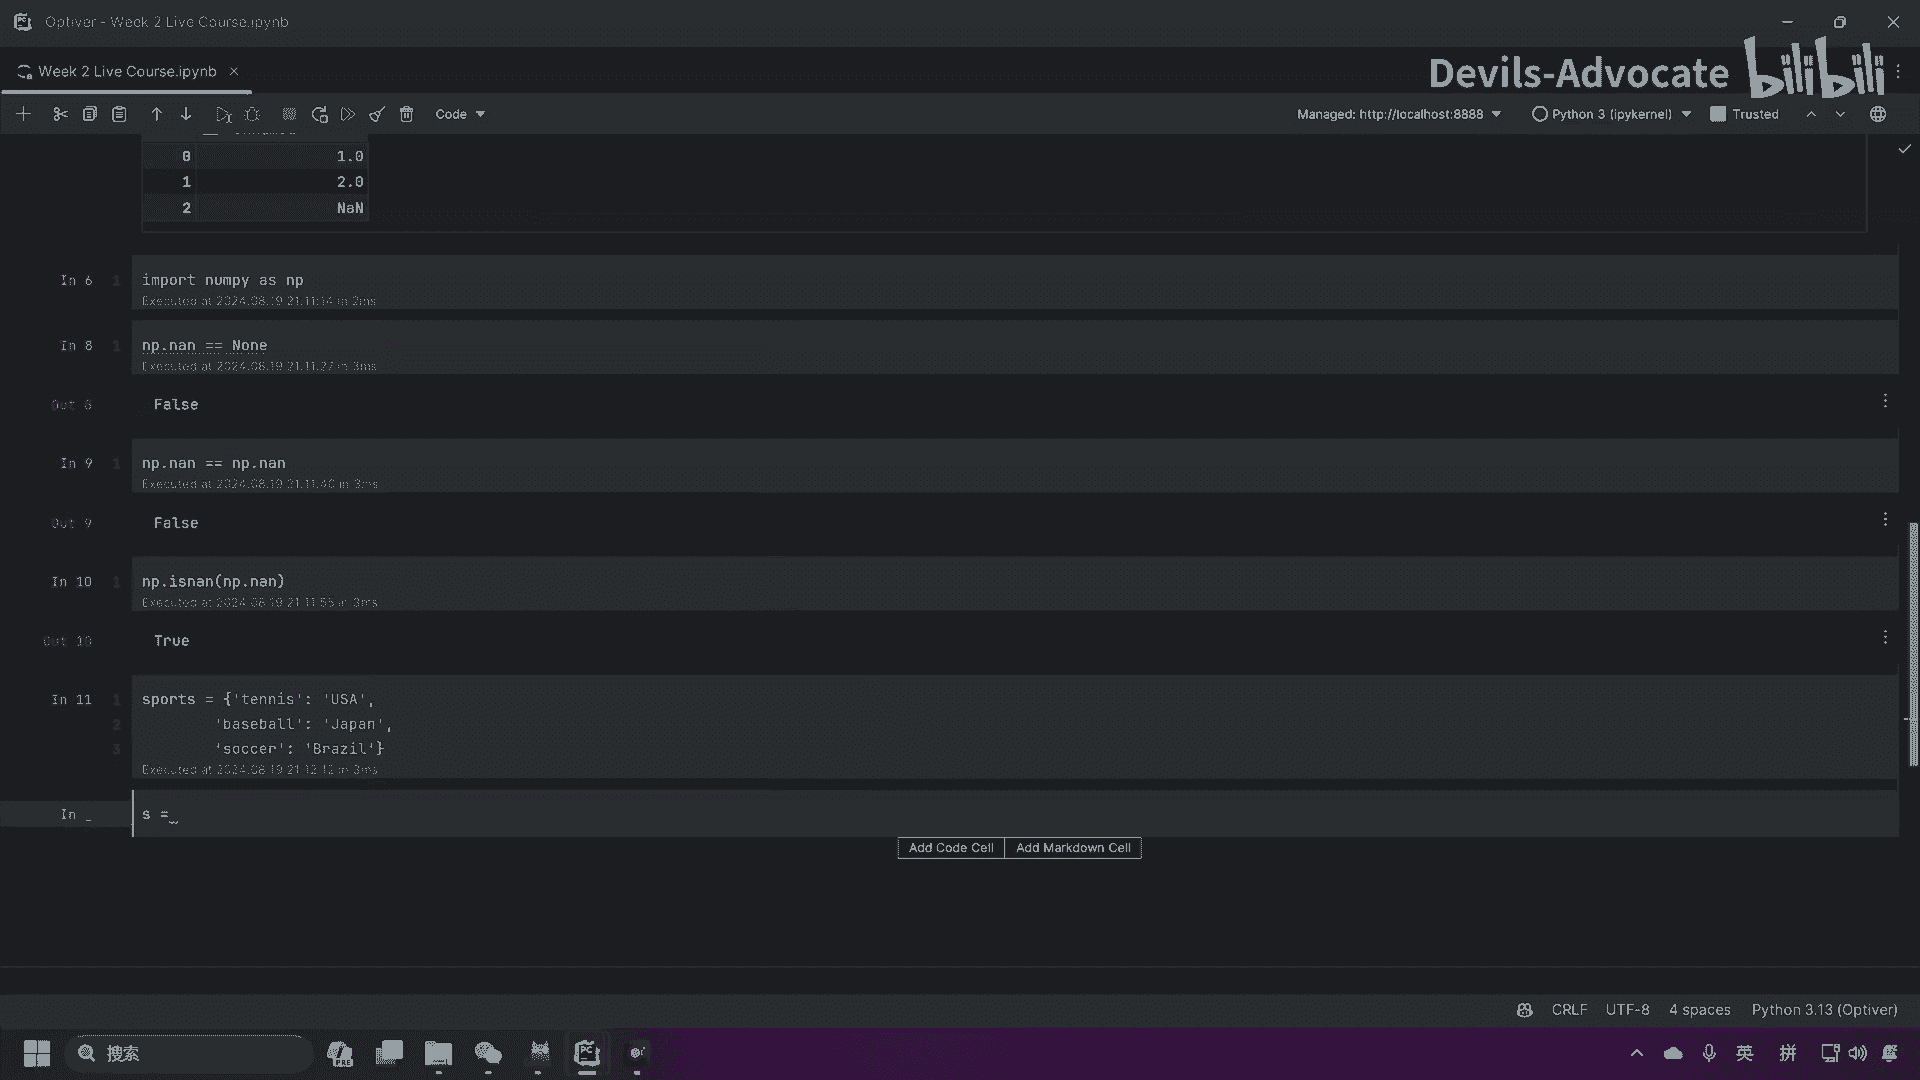 Optiver - Week 2 Live Course.ipynb
Week 2 Live Course.ipynb
Devils-Advocate bilibili
Code
Managed: http://localhost:8888
Python 3 (ipykernel)
Trusted
0 1.0
1 2.0
2 NaN
In 6 1 import numpy as np
Executed at 2024.08.19 21:11:14 in 2ms
In 8 1 np.nan == None
Executed at 2024.08.19 21:11:27 in 3ms
Out 8 False
In 9 1 np.nan == np.nan
Executed at 2024.08.19 21:11:40 in 3ms
Out 9 False
In 10 1 np.isnan(np.nan)
Executed at 2024.08.19 21:11:55 in 3ms
Out 10 True
In 11 1 sports = {'tennis': 'USA',
2 'baseball': 'Japan',
3 'soccer': 'Brazil'}
Executed at 2024.08.19 21:12:12 in 3ms
In _ s =
Add Code Cell Add Markdown Cell
CRLF UTF-8 4 spaces Python 3.13 (Optiver)
搜索
英 拼